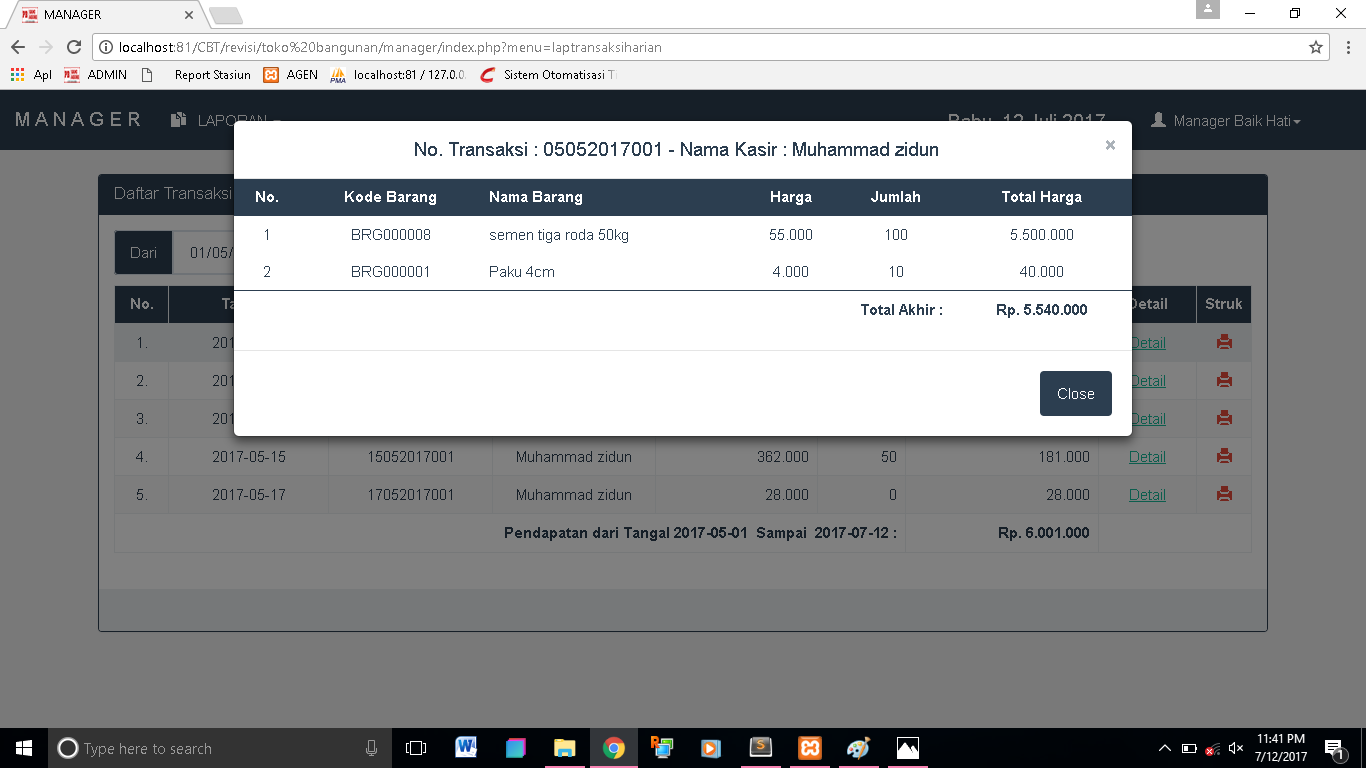 MANAGER
localhost:81/CBT/revisi/toko%20bangunan/manager/index.php?menu=laptransaksiharian
Apl ADMIN Report Stasiun AGEN localhost:81 / 127.0.0. Sistem Otomatisasi Ti
MANAGER LAPORAN Rabu, 12 Juli 2017 Manager Baik Hati
No. Transaksi : 05052017001 - Nama Kasir : Muhammad zidun ×
Daftar Transaksi
No. Kode Barang Nama Barang Harga Jumlah Total Harga
1 BRG000008 semen tiga roda 50kg 55.000 100 5.500.000
Dari 01/05/
2 BRG000001 Paku 4cm 4.000 10 40.000
Total Akhir : Rp. 5.540.000
No. Ta Detail Struk
1. 201 Detail
2. 201 Detail
Close
3. 201 Detail
4. 2017-05-15 15052017001 Muhammad zidun 362.000 50 181.000 Detail
5. 2017-05-17 17052017001 Muhammad zidun 28.000 0 28.000 Detail
Pendapatan dari Tangal 2017-05-01 Sampai 2017-07-12 : Rp. 6.001.000
Type here to search
11:41 PM
7/12/2017
1